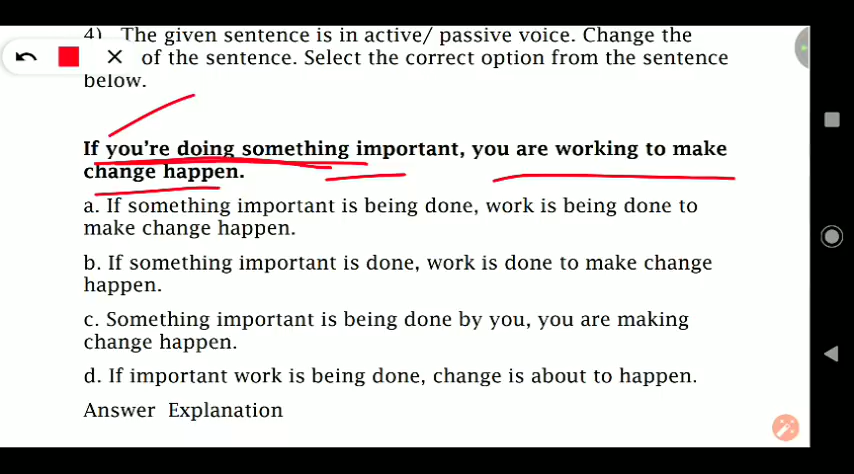 4) The given sentence is in active/ passive voice. Change the
of the sentence. Select the correct option from the sentence
below.
If you're doing something important, you are working to make
change happen.
a. If something important is being done, work is being done to
make change happen.
b. If something important is done, work is done to make change
happen.
c. Something important is being done by you, you are making
change happen.
d. If important work is being done, change is about to happen.
Answer Explanation